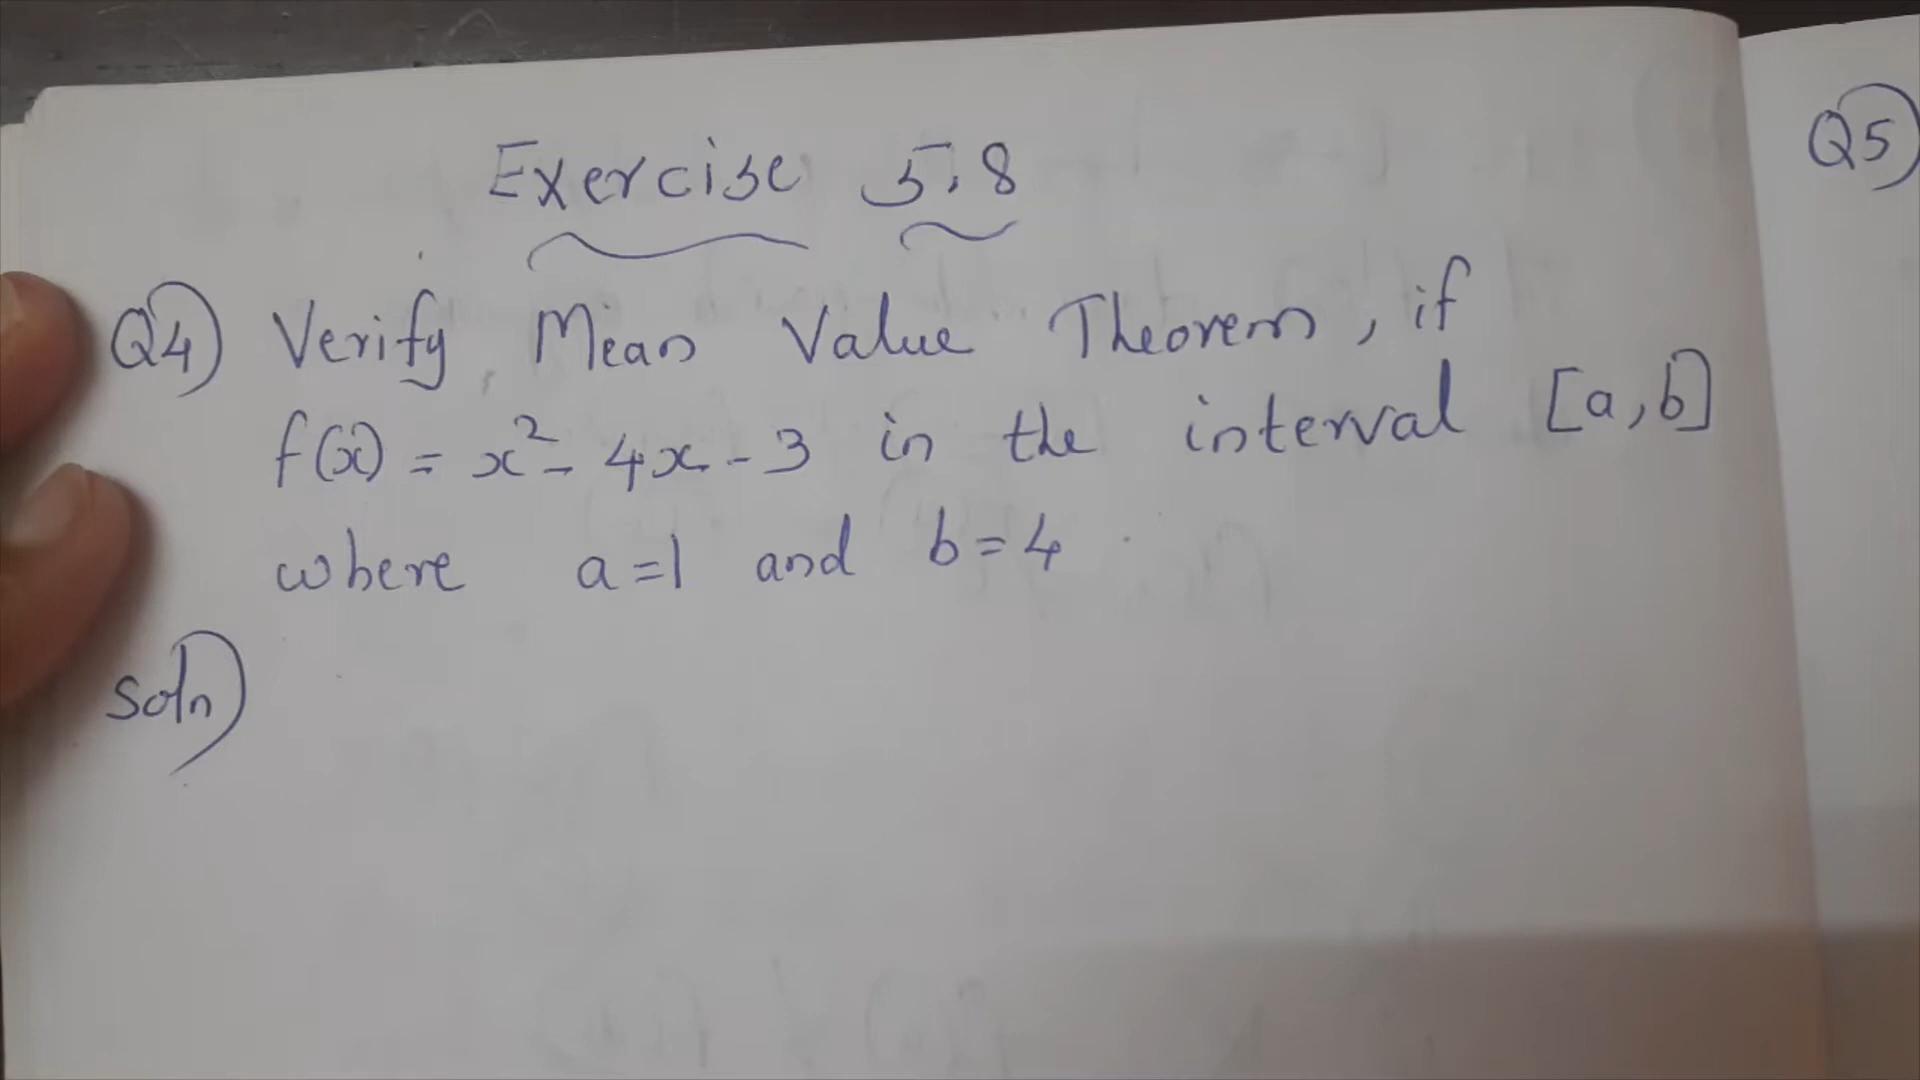 Exercise 5.8
Q4) Verify Mean Value Theorem, if
f(x) = x² - 4x - 3 in the interval [a, b]
where a=1 and b=4.
Soln)
Q5)